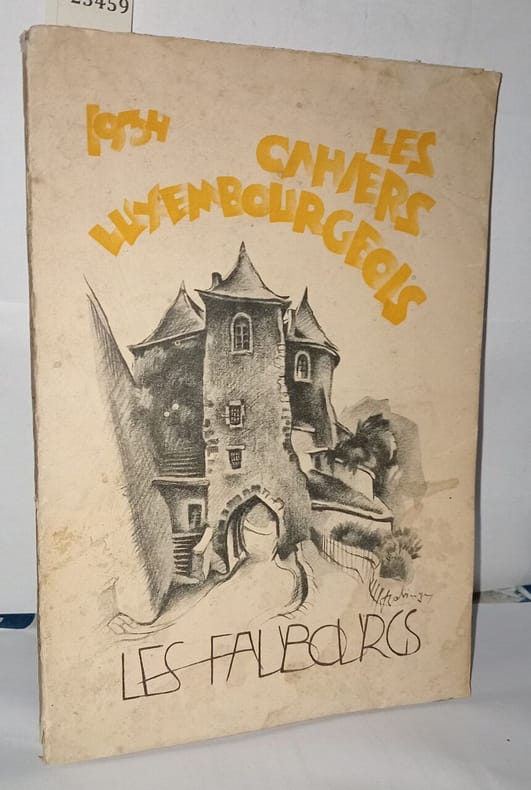 23459
1934
LES
CAHIERS
LUXEMBOURGEOIS
LES FAUBOURGS